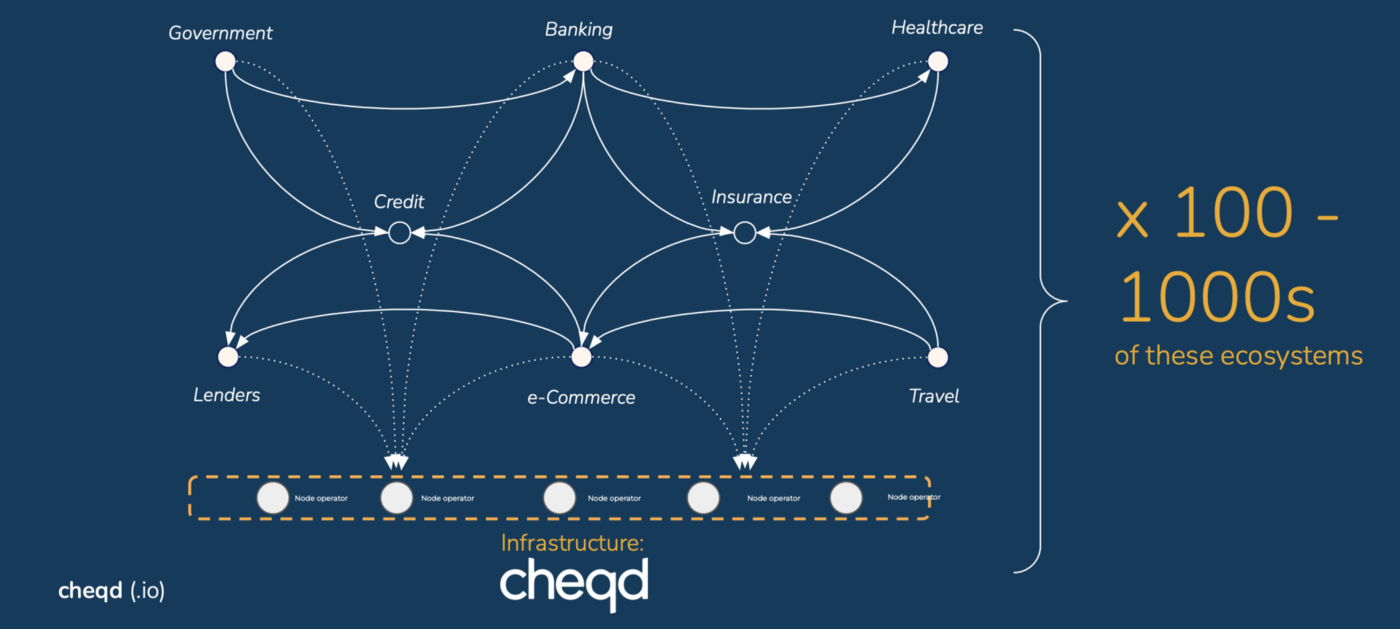 Government
Banking
Healthcare
Credit
Insurance
x 100 -
1000s
of these ecosystems
Lenders
e-Commerce
Travel
Node operator
Node operator
Node operator
Node operator
Node operator
Infrastructure:
cheqd
cheqd (.io)